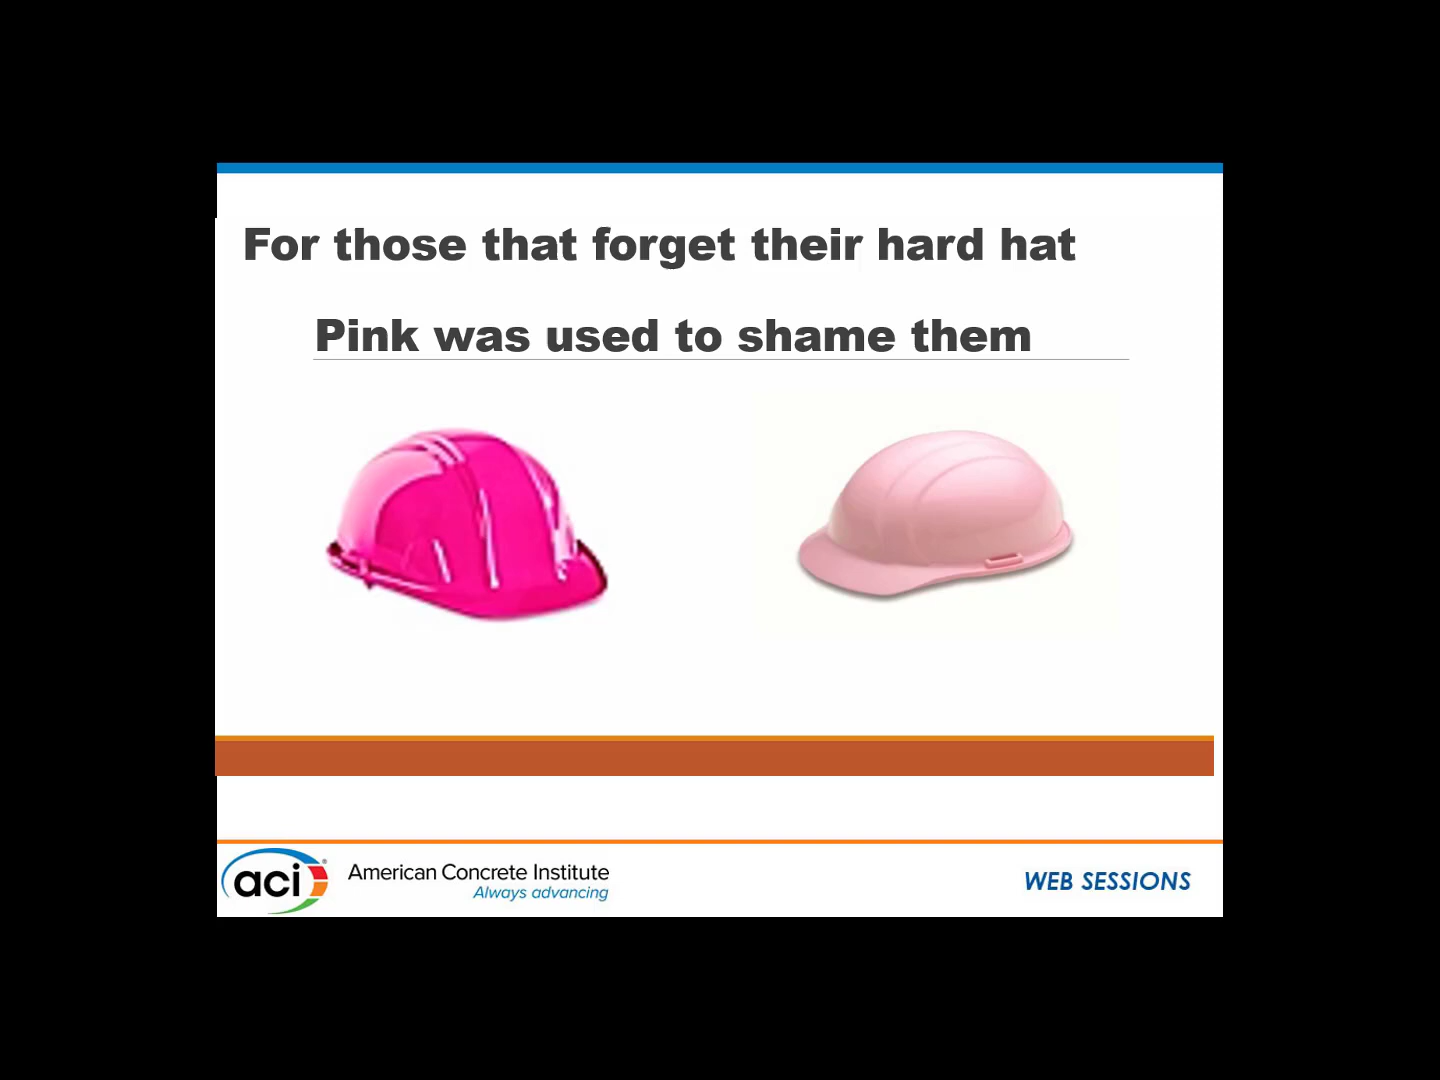 For those that forget their hard hat
Pink was used to shame them
aci®
American Concrete Institute
Always advancing
WEB SESSIONS